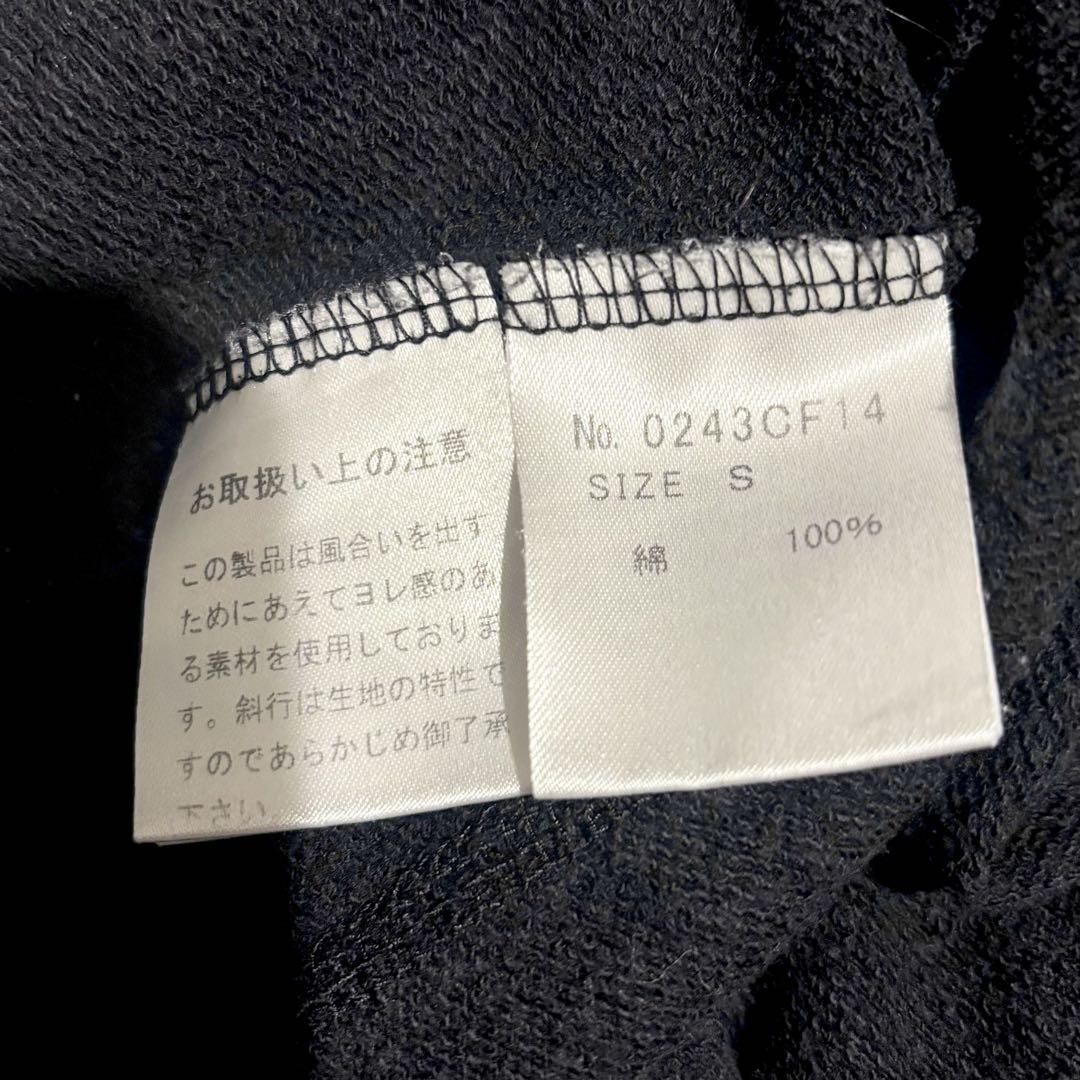 お取扱い上の注意
この製品は風合いを出す
ためにあえてヨレ感のあ
る素材を使用しておりま
す。斜行は生地の特性で
すのであらかじめ御了承
下さい。
No. 0243CF14
SIZE S
綿 100%